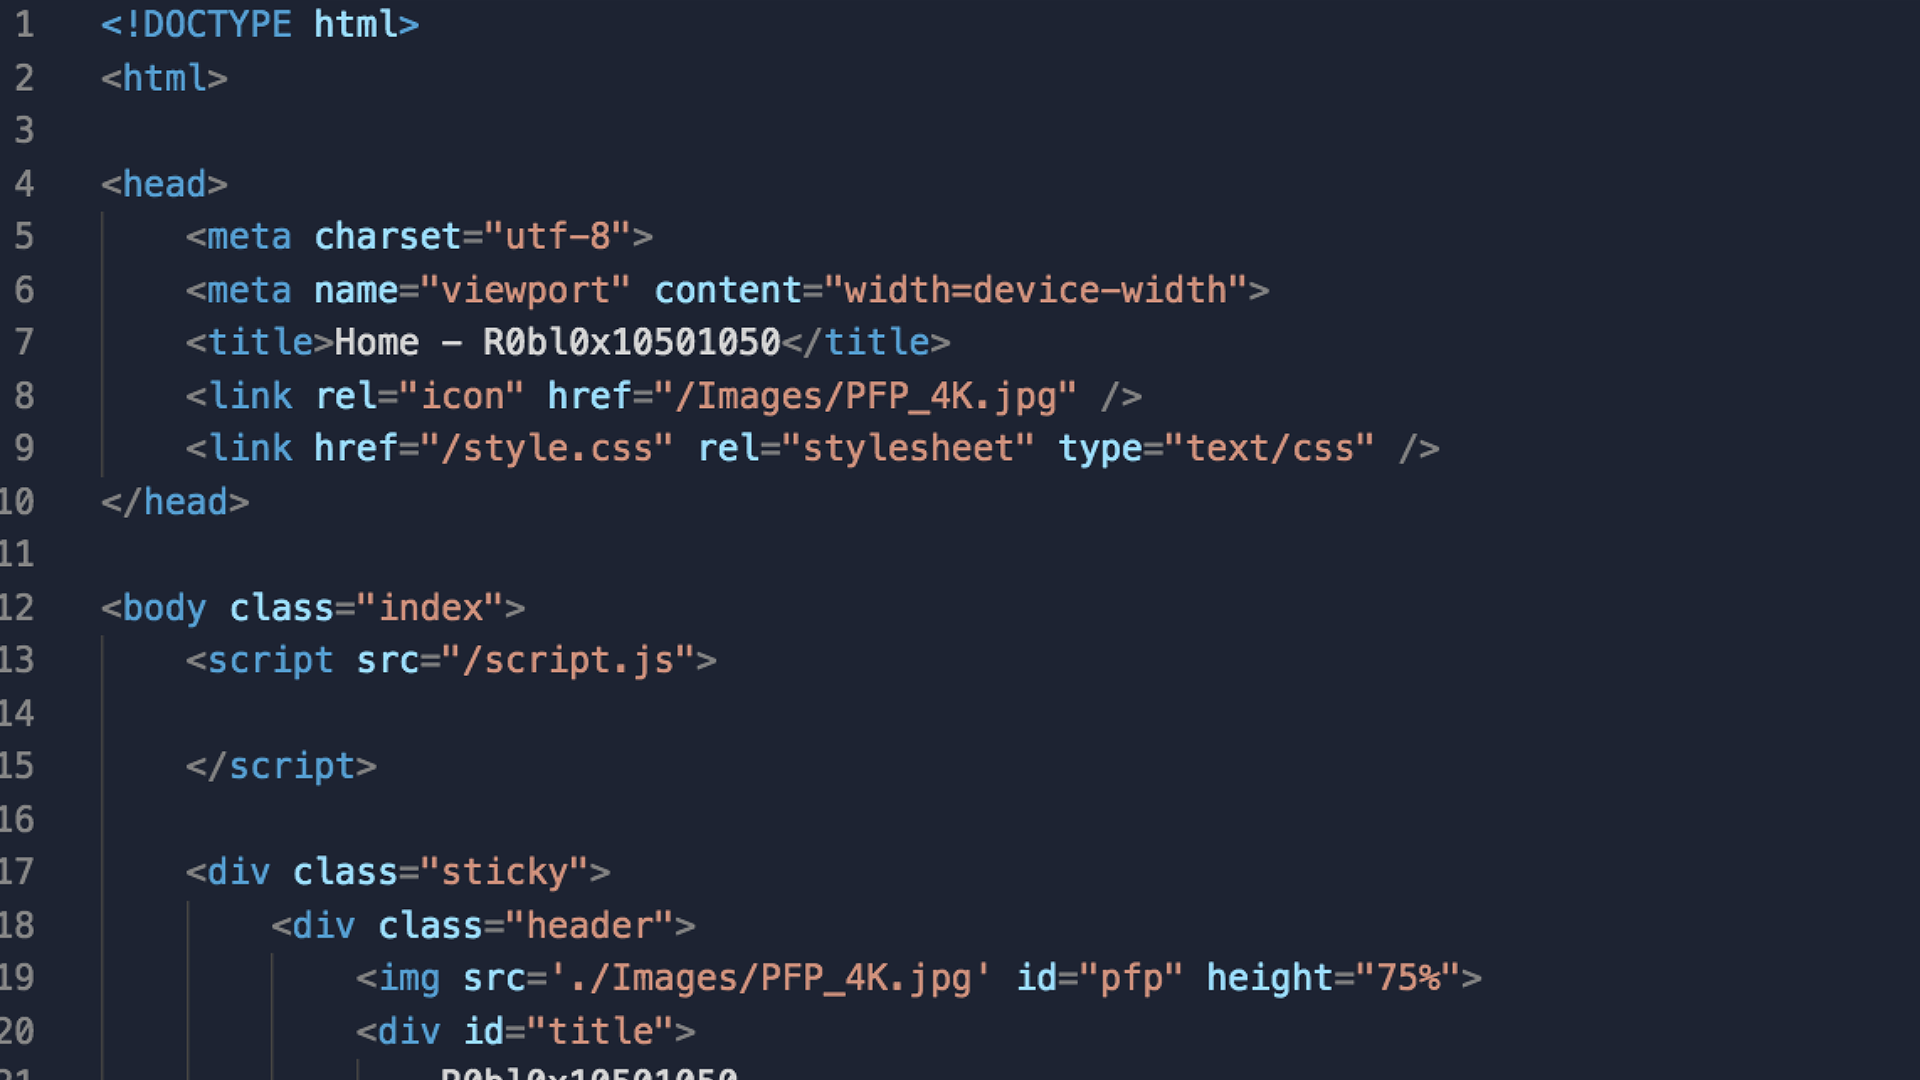 1 <!DOCTYPE html>
2 <html>
3
4 <head>
5 <meta charset="utf-8">
6 <meta name="viewport" content="width=device-width">
7 <title>Home - R0bl0x10501050</title>
8 <link rel="icon" href="/Images/PFP_4K.jpg" />
9 <link href="/style.css" rel="stylesheet" type="text/css" />
10 </head>
11
12 <body class="index">
13 <script src="/script.js">
14
15 </script>
16
17 <div class="sticky">
18 <div class="header">
19 <img src='./Images/PFP_4K.jpg' id="pfp" height="75%">
20 <div id="title">
21 R0bl0x10501050